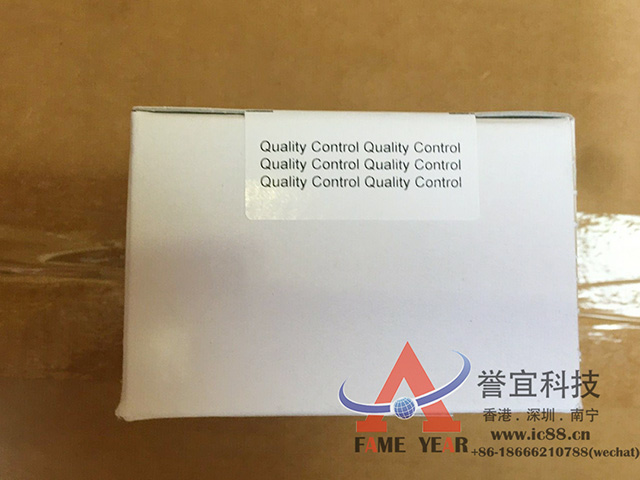 Quality Control Quality Control
Quality Control Quality Control
Quality Control Quality Control
誉宜科技
香港.深圳.南宁
FAME YEAR
www.ic88.cn
+86-18666210788(wechat)